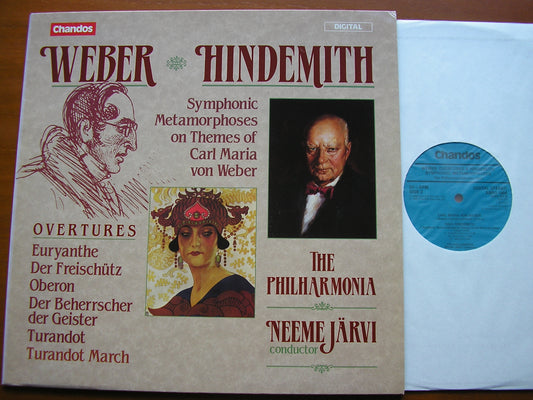 Chandos
DIGITAL
WEBER HINDEMITH
Symphonic
Metamorphoses
on Themes of
Carl Maria
von Weber
OVERTURES
Euryanthe
Der Freischütz
Oberon
Der Beherrscher
der Geister
Turandot
Turandot March
THE
PHILHARMONIA
NEEME JÄRVI
conductor
Chandos